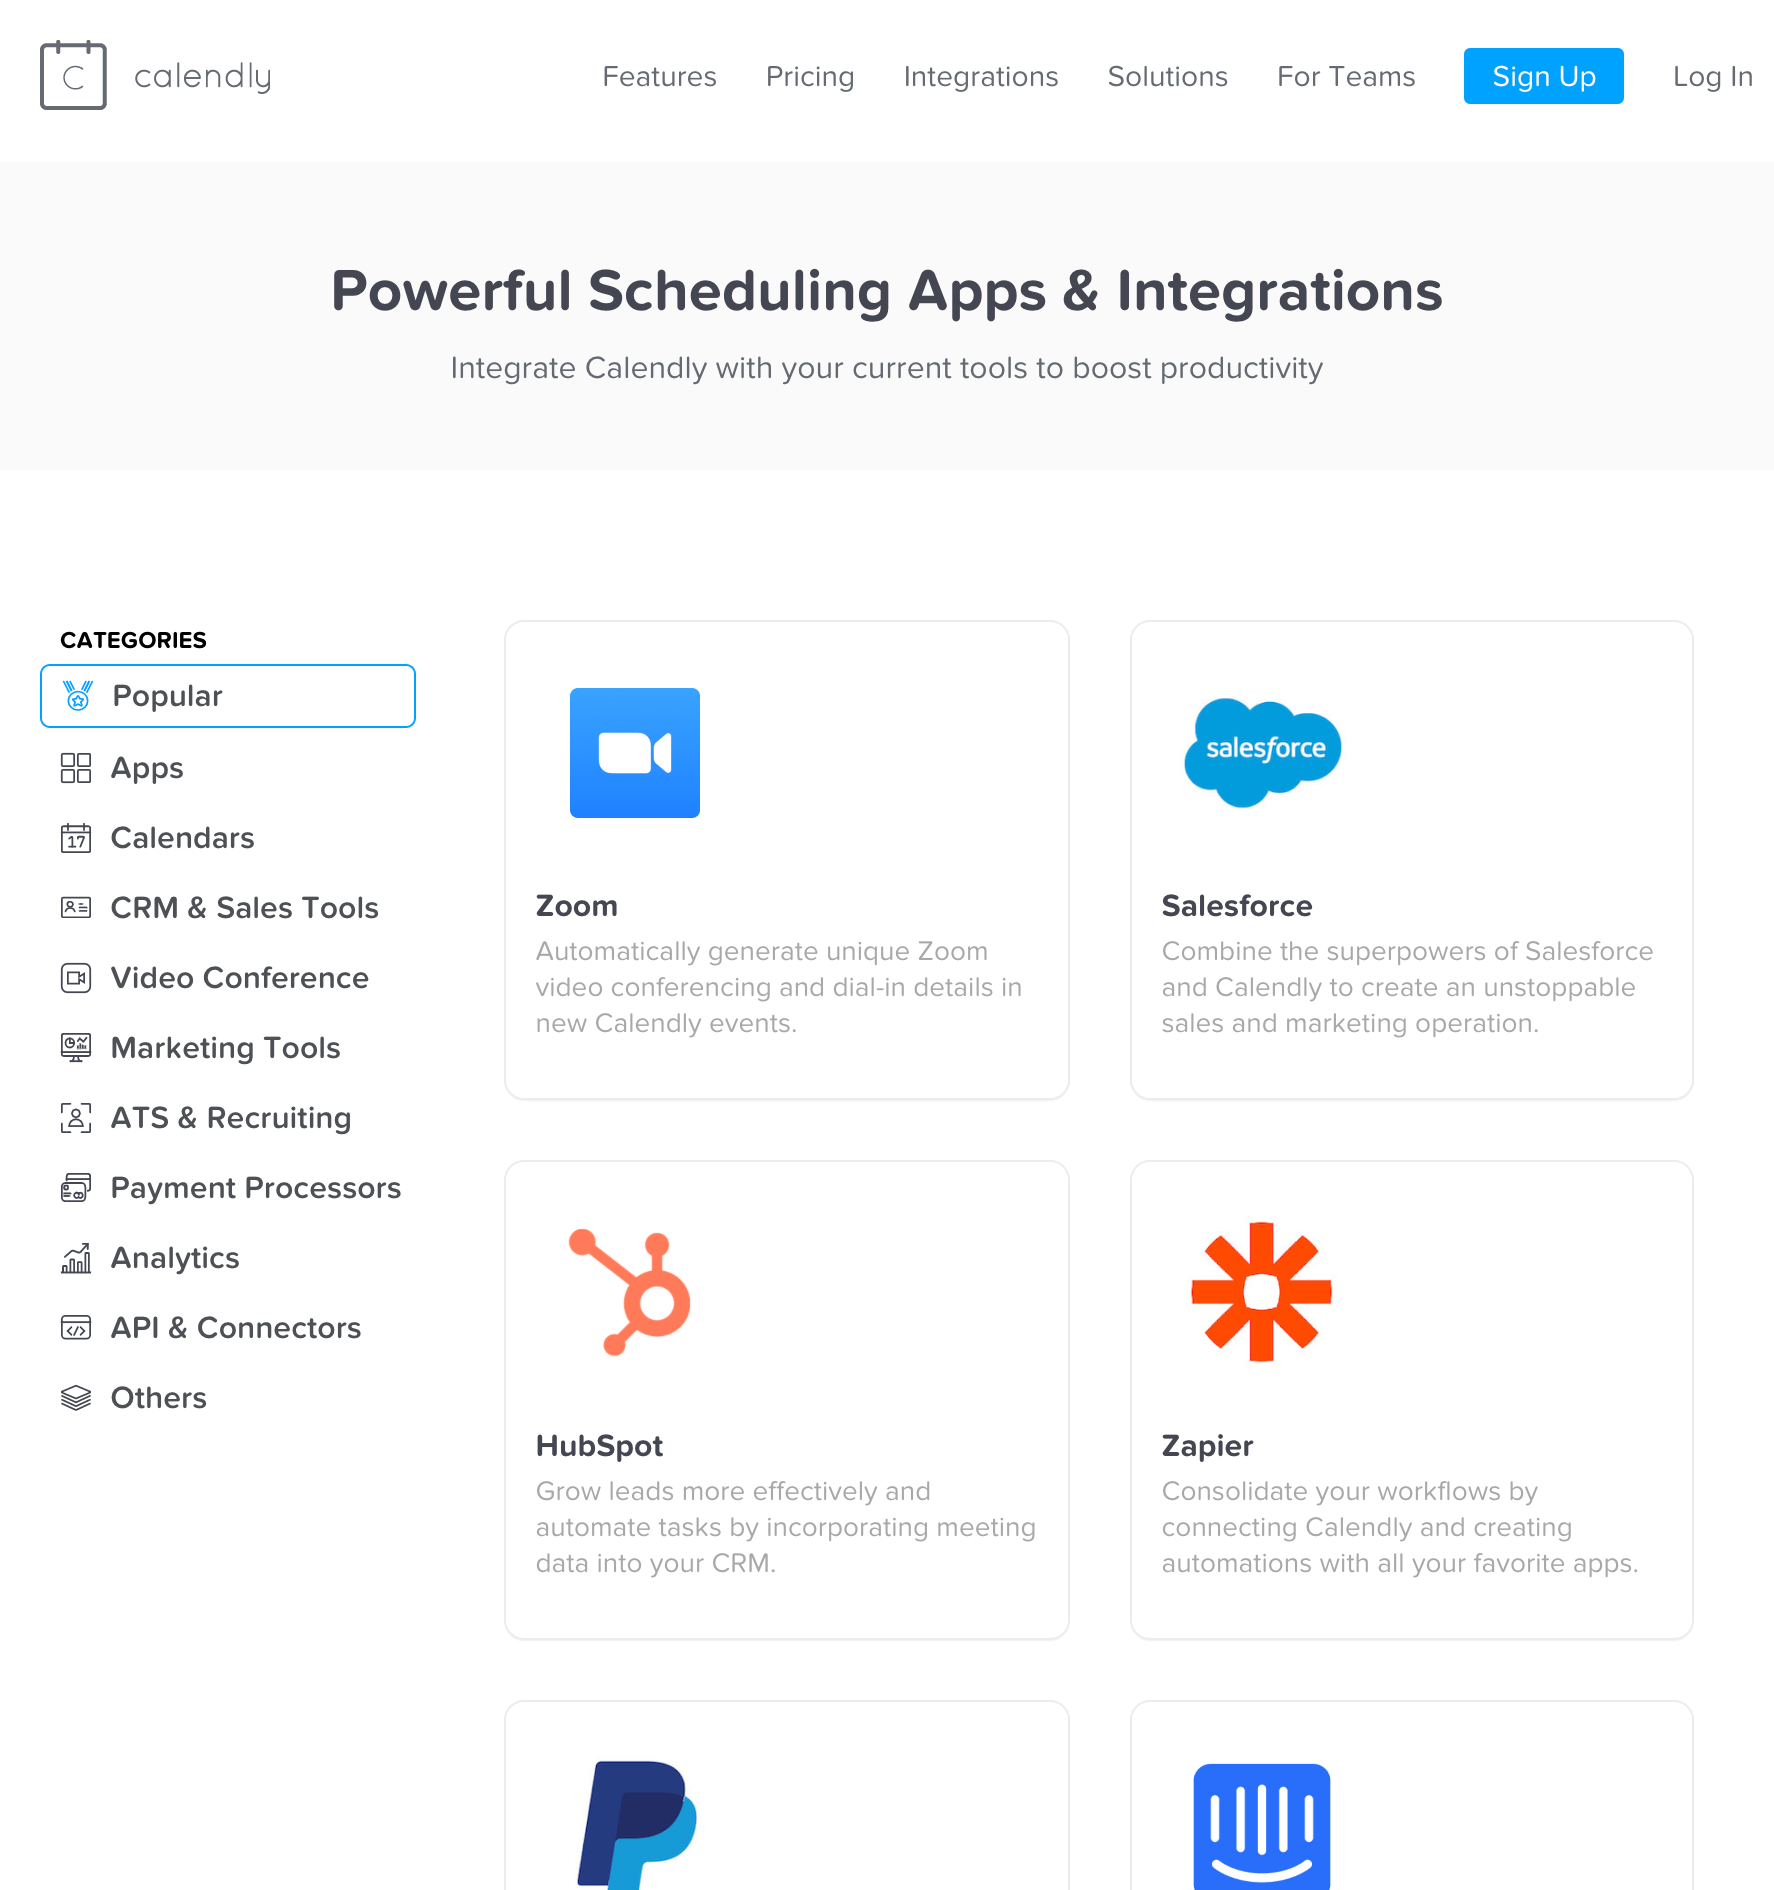 C calendly
Features Pricing Integrations Solutions For Teams Sign Up Log In
Powerful Scheduling Apps & Integrations
Integrate Calendly with your current tools to boost productivity
CATEGORIES
Popular
Apps
17 Calendars
CRM & Sales Tools
Video Conference
Marketing Tools
ATS & Recruiting
Payment Processors
Analytics
API & Connectors
Others
Zoom
Automatically generate unique Zoom
video conferencing and dial-in details in
new Calendly events.
salesforce
Salesforce
Combine the superpowers of Salesforce
and Calendly to create an unstoppable
sales and marketing operation.
HubSpot
Grow leads more effectively and
automate tasks by incorporating meeting
data into your CRM.
Zapier
Consolidate your workflows by
connecting Calendly and creating
automations with all your favorite apps.